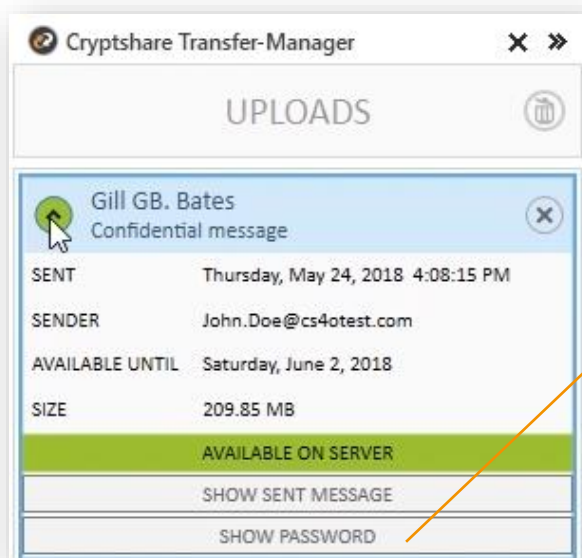 Cryptshare Transfer-Manager
UPLOADS
Gill GB. Bates
Confidential message
SENT Thursday, May 24, 2018 4:08:15 PM
SENDER John.Doe@cs4otest.com
AVAILABLE UNTIL Saturday, June 2, 2018
SIZE 209.85 MB
AVAILABLE ON SERVER
SHOW SENT MESSAGE
SHOW PASSWORD